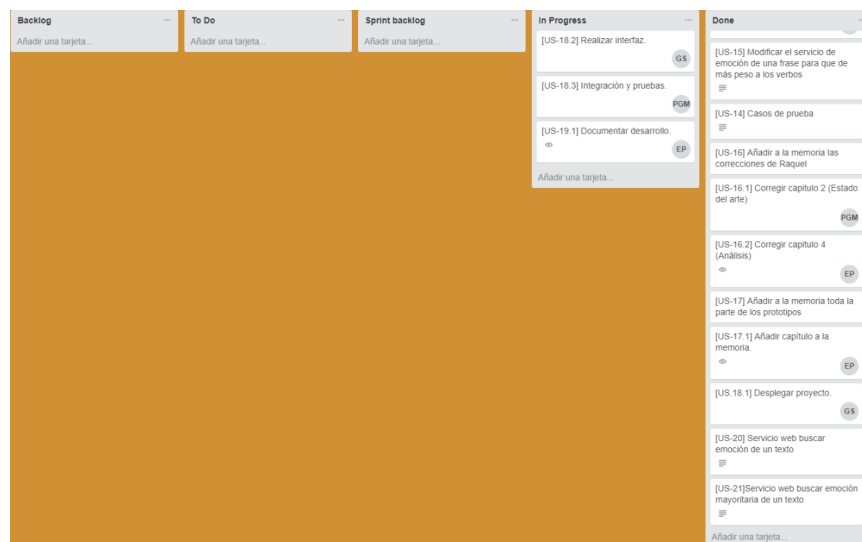 Backlog
...
Añadir una tarjeta...
To Do
...
Añadir una tarjeta...
Sprint backlog
...
Añadir una tarjeta...
In Progress
...
[US-18.2] Realizar interfaz.
GS
[US-18.3] Integración y pruebas.
PGM
[US-19.1] Documentar desarrollo.
EP
Añadir una tarjeta...
Done
[US-15] Modificar el servicio de
emoción de una frase para que de
más peso a los verbos
[US-14] Casos de prueba
[US-16] Añadir a la memoria las
correcciones de Raquel
[US-16.1] Corregir capitulo 2 (Estado
del arte)
PGM
[US-16.2] Corregir capitulo 4
(Análisis)
EP
[US-17] Añadir a la memoria toda la
parte de los prototipos
[US-17.1] Añadir capítulo a la
memoria.
EP
[US.18.1] Desplegar proyecto.
GS
[US-20] Servicio web buscar
emoción de un texto
[US-21]Servicio web buscar emoción
mayoritaria de un texto
Añadir una tarjeta...